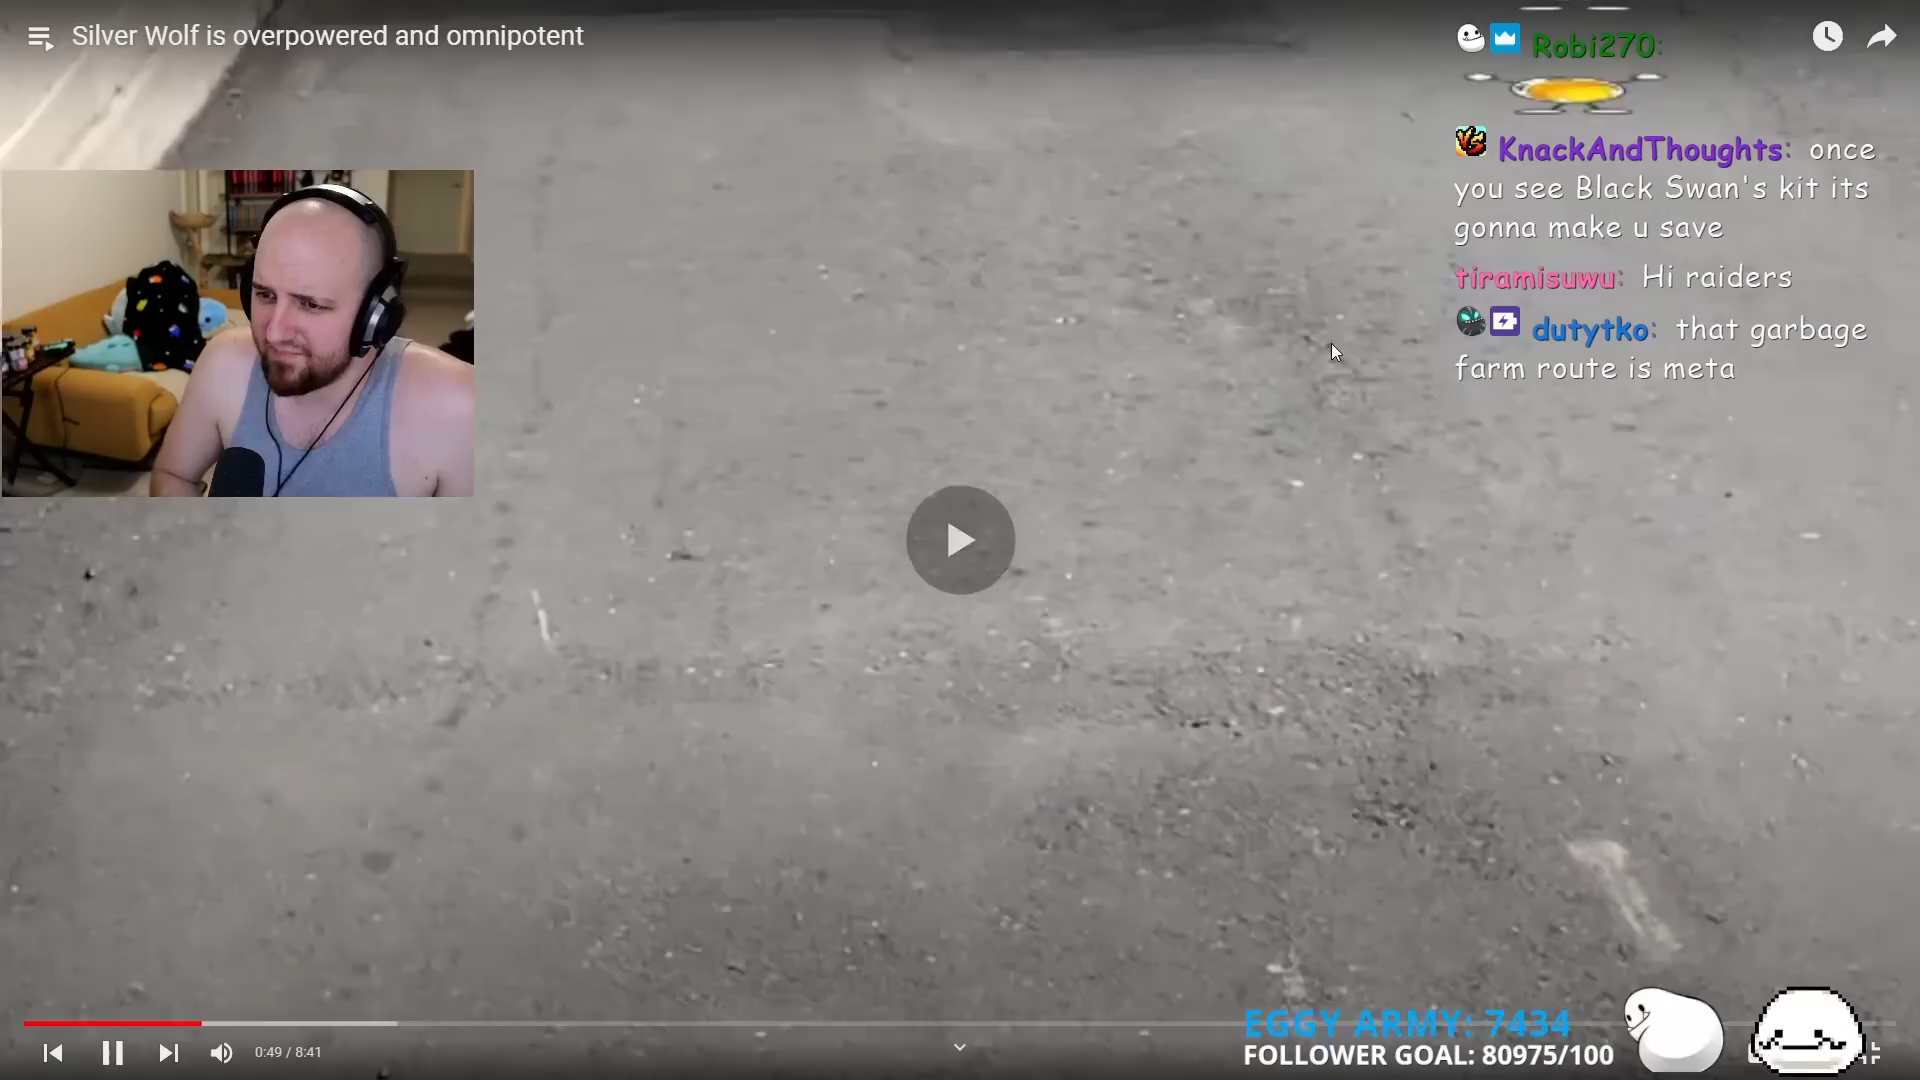 Silver Wolf is overpowered and omnipotent
Robi270:
KnackAndThoughts: once
you see Black Swan's kit its
gonna make u save
tiramisuwu: Hi raiders
dutytko: that garbage
farm route is meta
EGGY ARMY: 7434
FOLLOWER GOAL: 80975/100
0:49 / 8:41